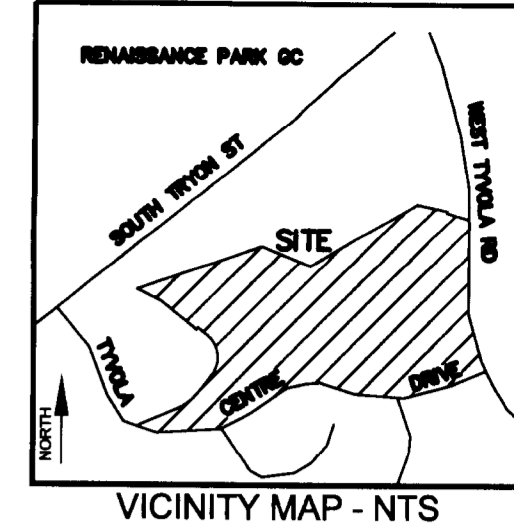 RENAISSANCE PARK GC
SOUTH TRYON ST
WEST TYVOLA RD
SITE
TYVOLA
CENTRE
DRIVE
NORTH
VICINITY MAP - NTS